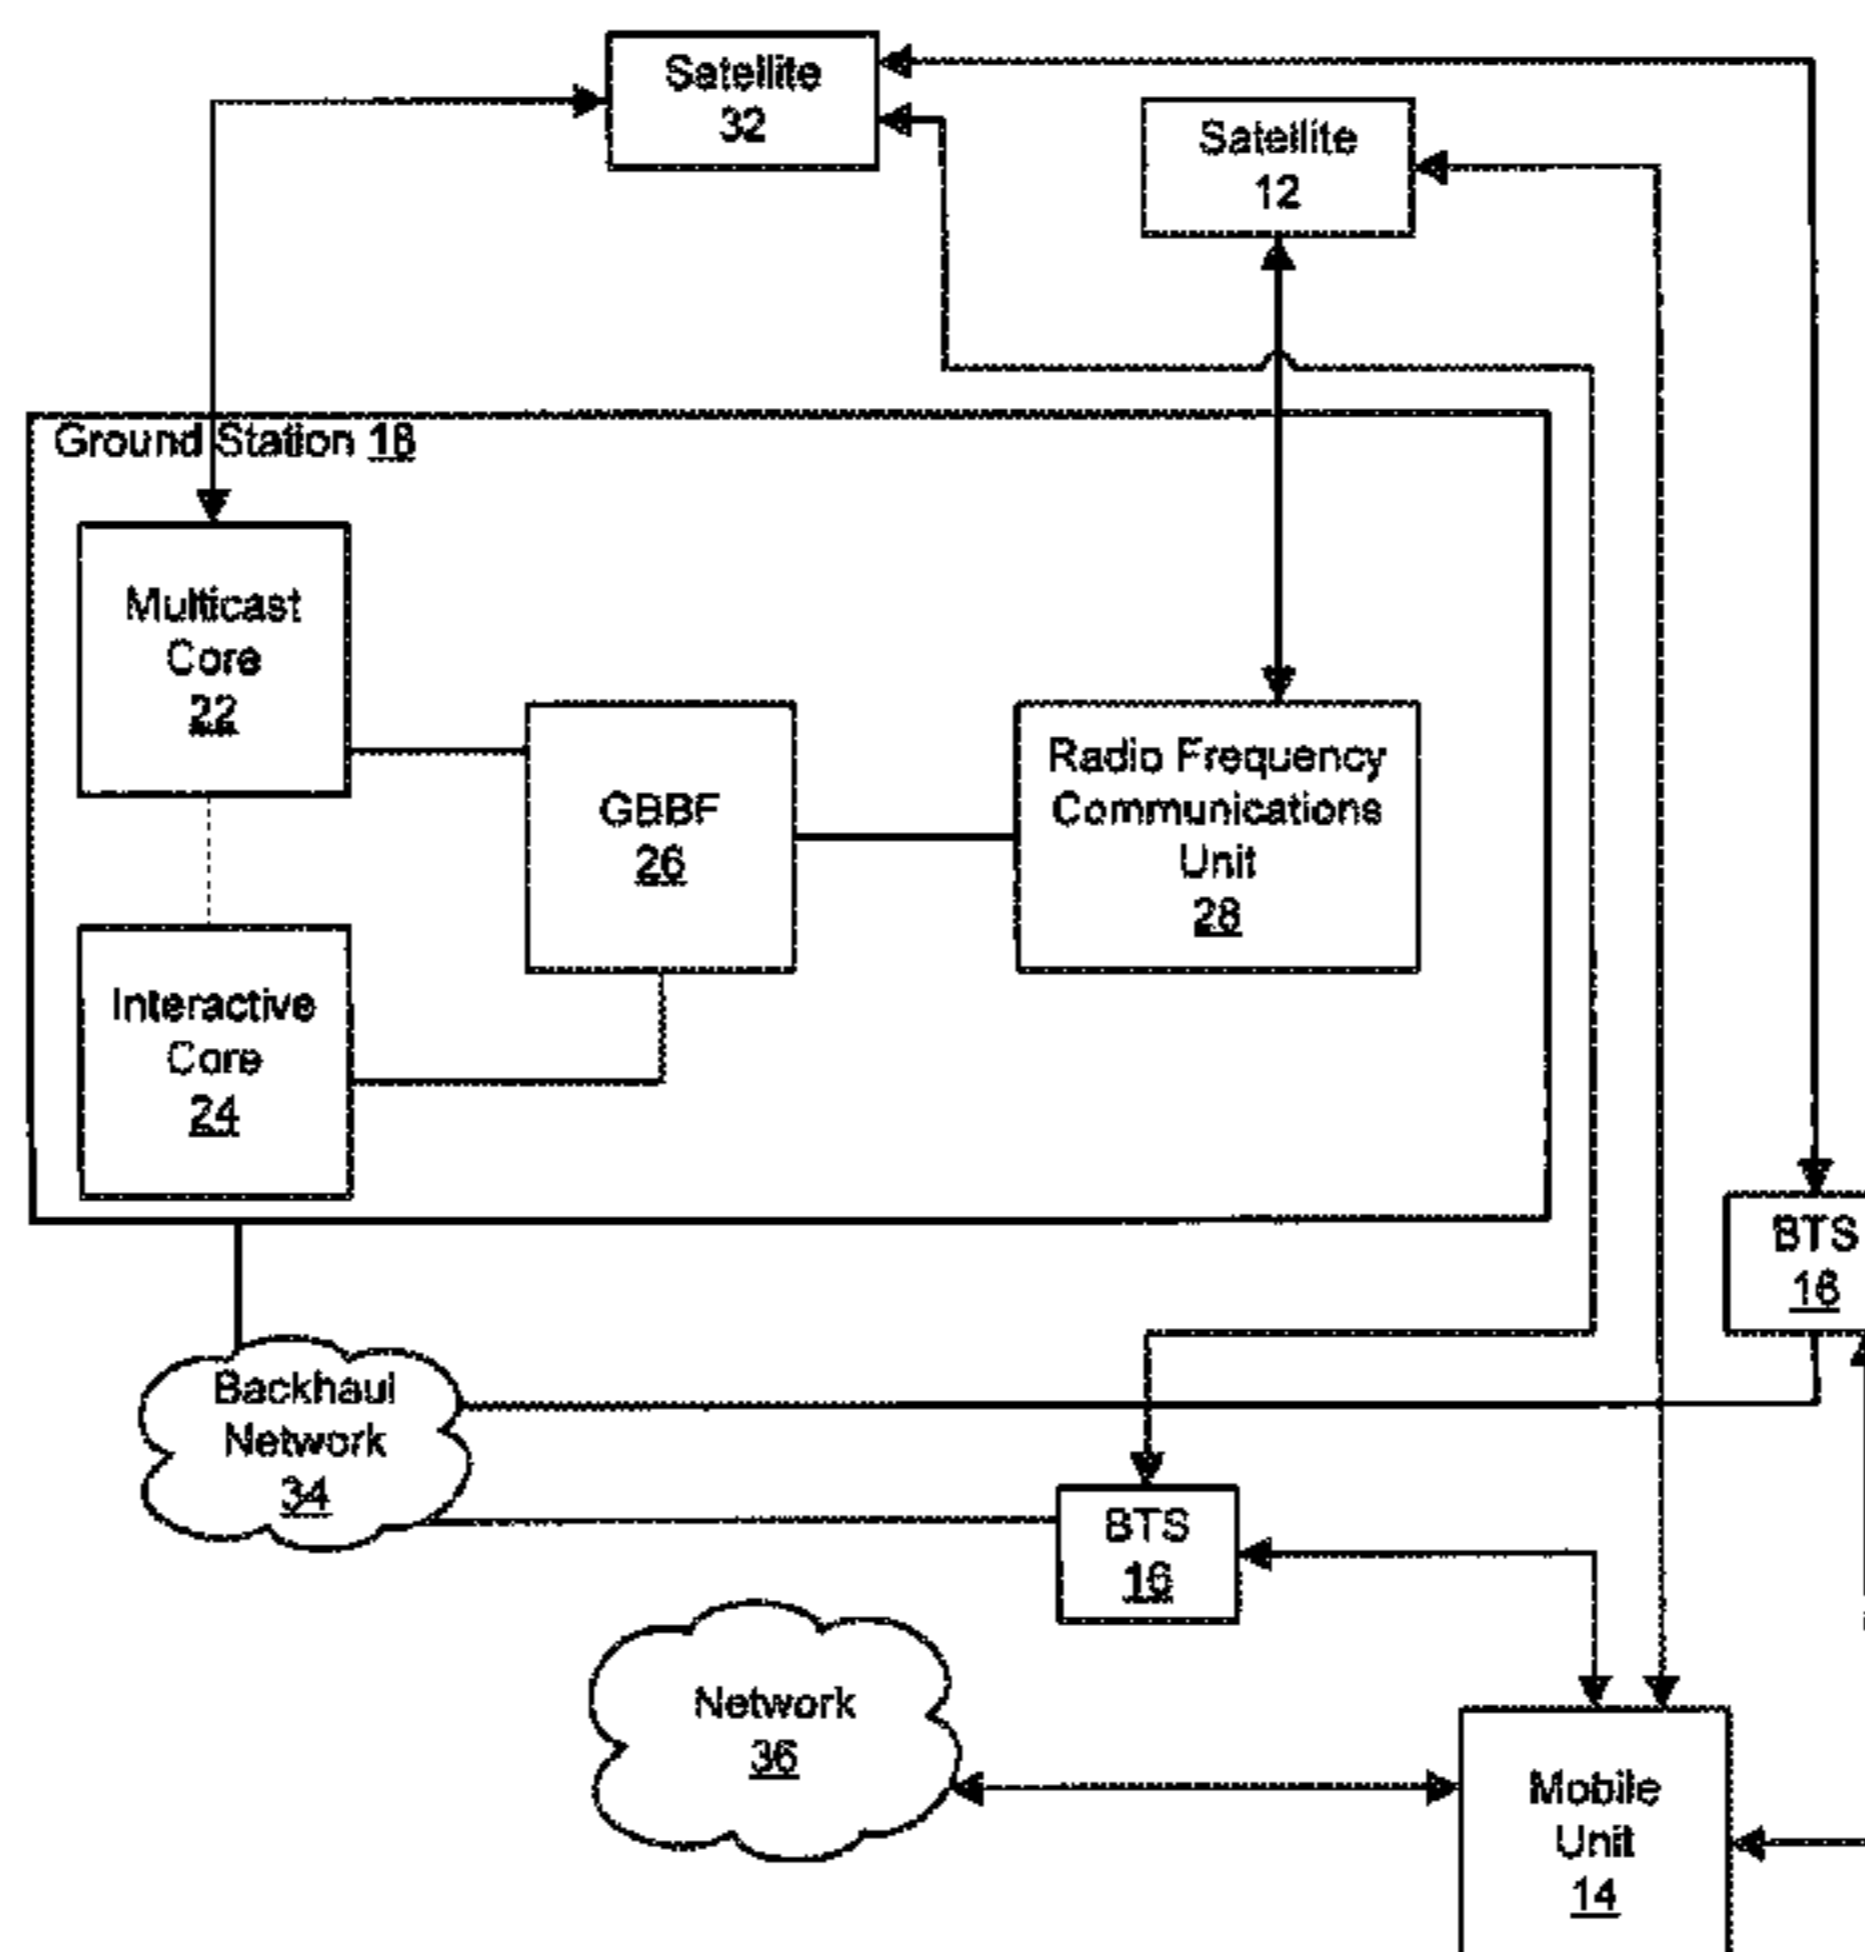 Satellite
32
Satellite
12
Ground Station 18
Multicast
Core
22
GBBF
26
Radio Frequency
Communications
Unit
28
Interactive
Core
24
BTS
16
Backhaul
Network
34
BTS
16
Network
36
Mobile
Unit
14